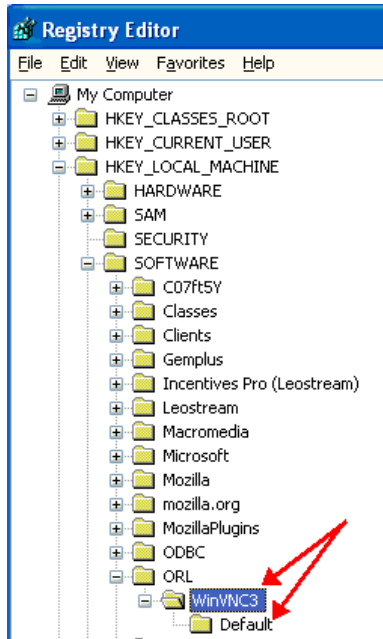 Registry Editor
File Edit View Favorites Help
My Computer
HKEY_CLASSES_ROOT
HKEY_CURRENT_USER
HKEY_LOCAL_MACHINE
HARDWARE
SAM
SECURITY
SOFTWARE
C07ft5Y
Classes
Clients
Gemplus
Incentives Pro (Leostream)
Leostream
Macromedia
Microsoft
Mozilla
mozilla.org
MozillaPlugins
ODBC
ORL
WinVNC3
Default